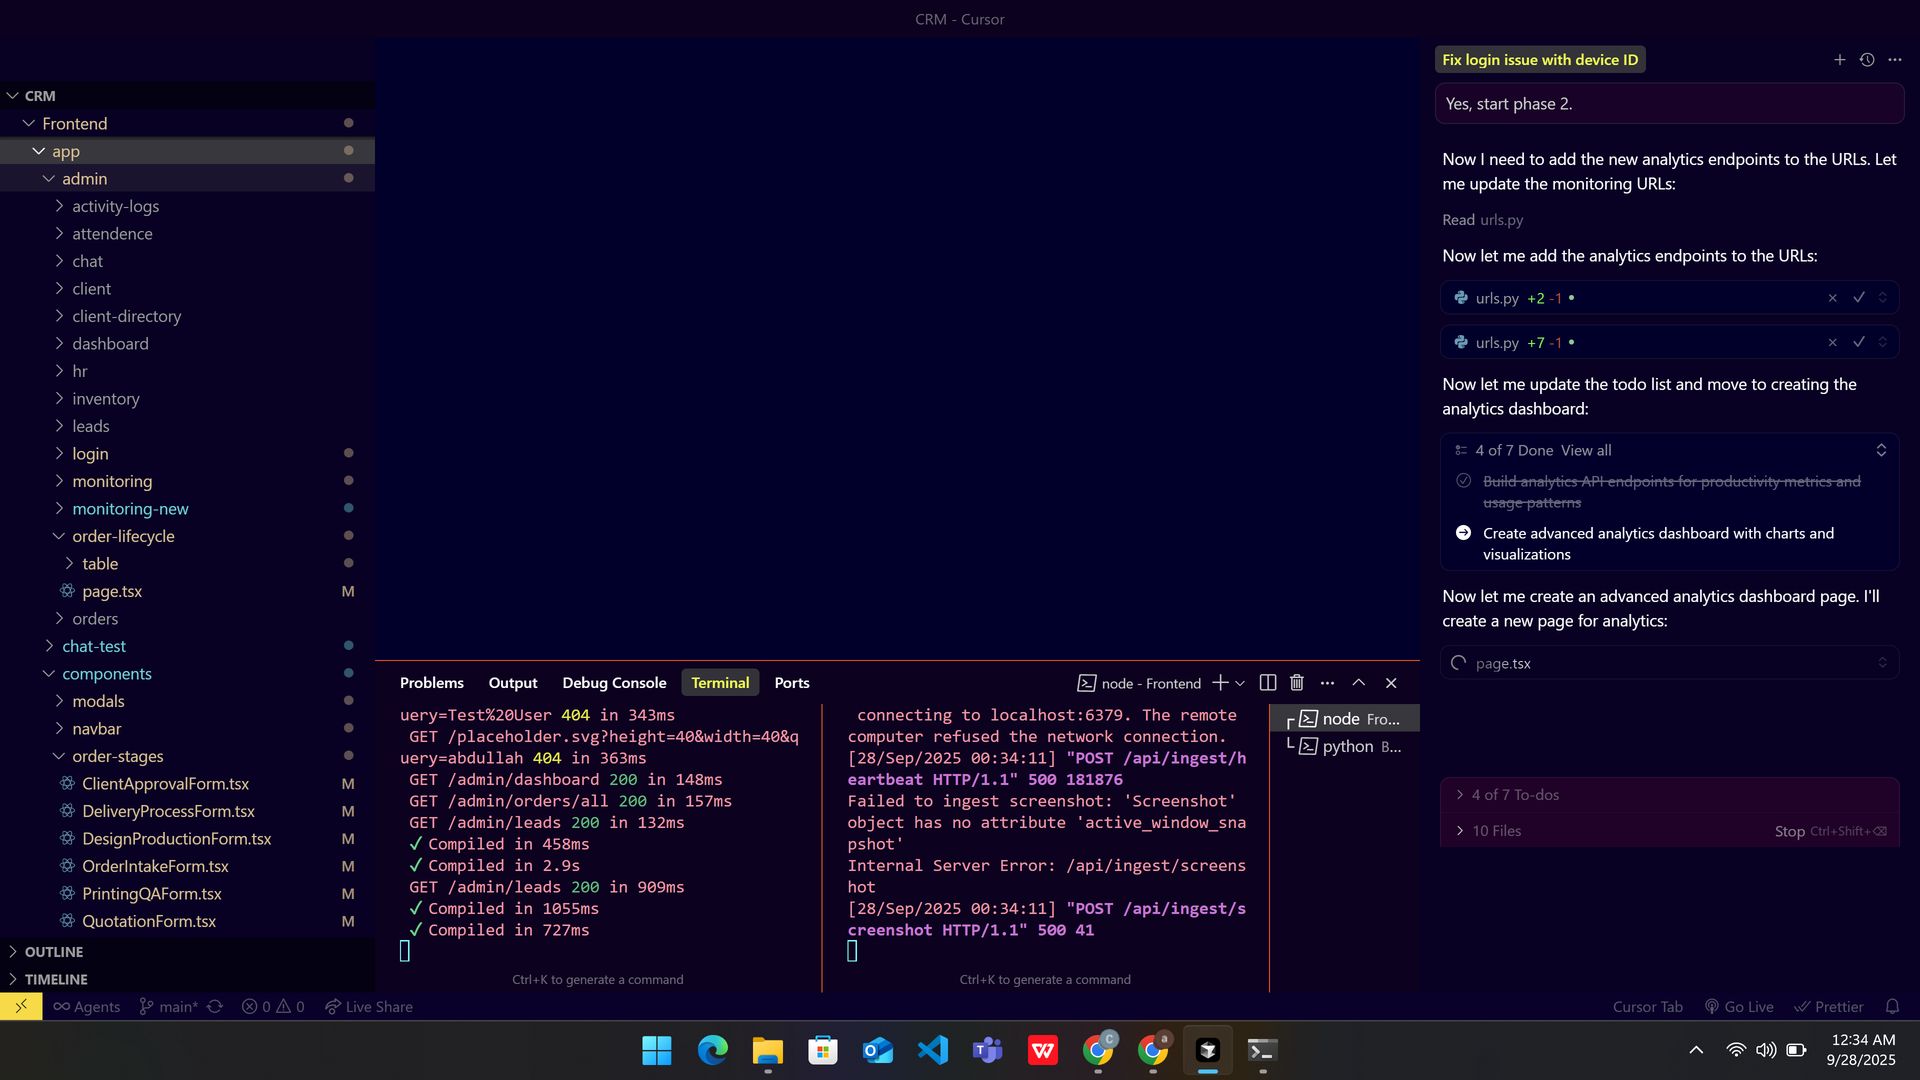 CRM - Cursor
CRM
Frontend
app
admin
activity-logs
attendence
chat
client
client-directory
dashboard
hr
inventory
leads
login
monitoring
monitoring-new
order-lifecycle
table
page.tsx M
orders
chat-test
components
modals
navbar
order-stages
ClientApprovalForm.tsx M
DeliveryProcessForm.tsx M
DesignProductionForm.tsx M
OrderIntakeForm.tsx M
PrintingQAForm.tsx M
QuotationForm.tsx M
OUTLINE
TIMELINE
Problems Output Debug Console Terminal Ports
node - Frontend
uery=Test%20User 404 in 343ms
GET /placeholder.svg?height=40&width=40&q
uery=abdullah 404 in 363ms
GET /admin/dashboard 200 in 148ms
GET /admin/orders/all 200 in 157ms
GET /admin/leads 200 in 132ms
✓ Compiled in 458ms
✓ Compiled in 2.9s
GET /admin/leads 200 in 909ms
✓ Compiled in 1055ms
✓ Compiled in 727ms
Ctrl+K to generate a command
connecting to localhost:6379. The remote
computer refused the network connection.
[28/Sep/2025 00:34:11] "POST /api/ingest/h
eartbeat HTTP/1.1" 500 181876
Failed to ingest screenshot: 'Screenshot'
object has no attribute 'active_window_sna
pshot'
Internal Server Error: /api/ingest/screens
hot
[28/Sep/2025 00:34:11] "POST /api/ingest/s
creenshot HTTP/1.1" 500 41
Ctrl+K to generate a command
node Fro...
python B...
Fix login issue with device ID
Yes, start phase 2.
Now I need to add the new analytics endpoints to the URLs. Let
me update the monitoring URLs:
Read urls.py
Now let me add the analytics endpoints to the URLs:
urls.py +2 -1 •
urls.py +7 -1 •
Now let me update the todo list and move to creating the
analytics dashboard:
4 of 7 Done View all
Build analytics API endpoints for productivity metrics and
usage patterns
Create advanced analytics dashboard with charts and
visualizations
Now let me create an advanced analytics dashboard page. I'll
create a new page for analytics:
page.tsx
4 of 7 To-dos
10 Files Stop Ctrl+Shift+⌫
Agents main* 0 0 Live Share
Cursor Tab Go Live Prettier
12:34 AM
9/28/2025